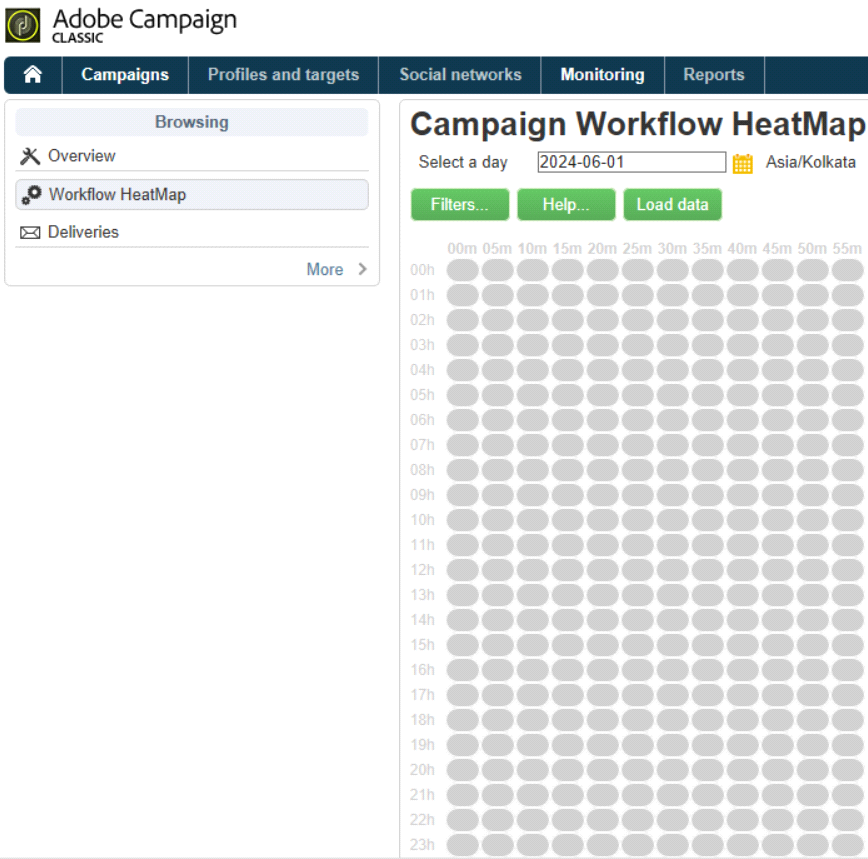 Adobe Campaign
CLASSIC
Campaigns Profiles and targets Social networks Monitoring Reports
Browsing
Overview
Workflow HeatMap
Deliveries
More
Campaign Workflow HeatMap
Select a day 2024-06-01 Asia/Kolkata
Filters... Help... Load data
00m 05m 10m 15m 20m 25m 30m 35m 40m 45m 50m 55m
00h
01h
02h
03h
04h
05h
06h
07h
08h
09h
10h
11h
12h
13h
14h
15h
16h
17h
18h
19h
20h
21h
22h
23h